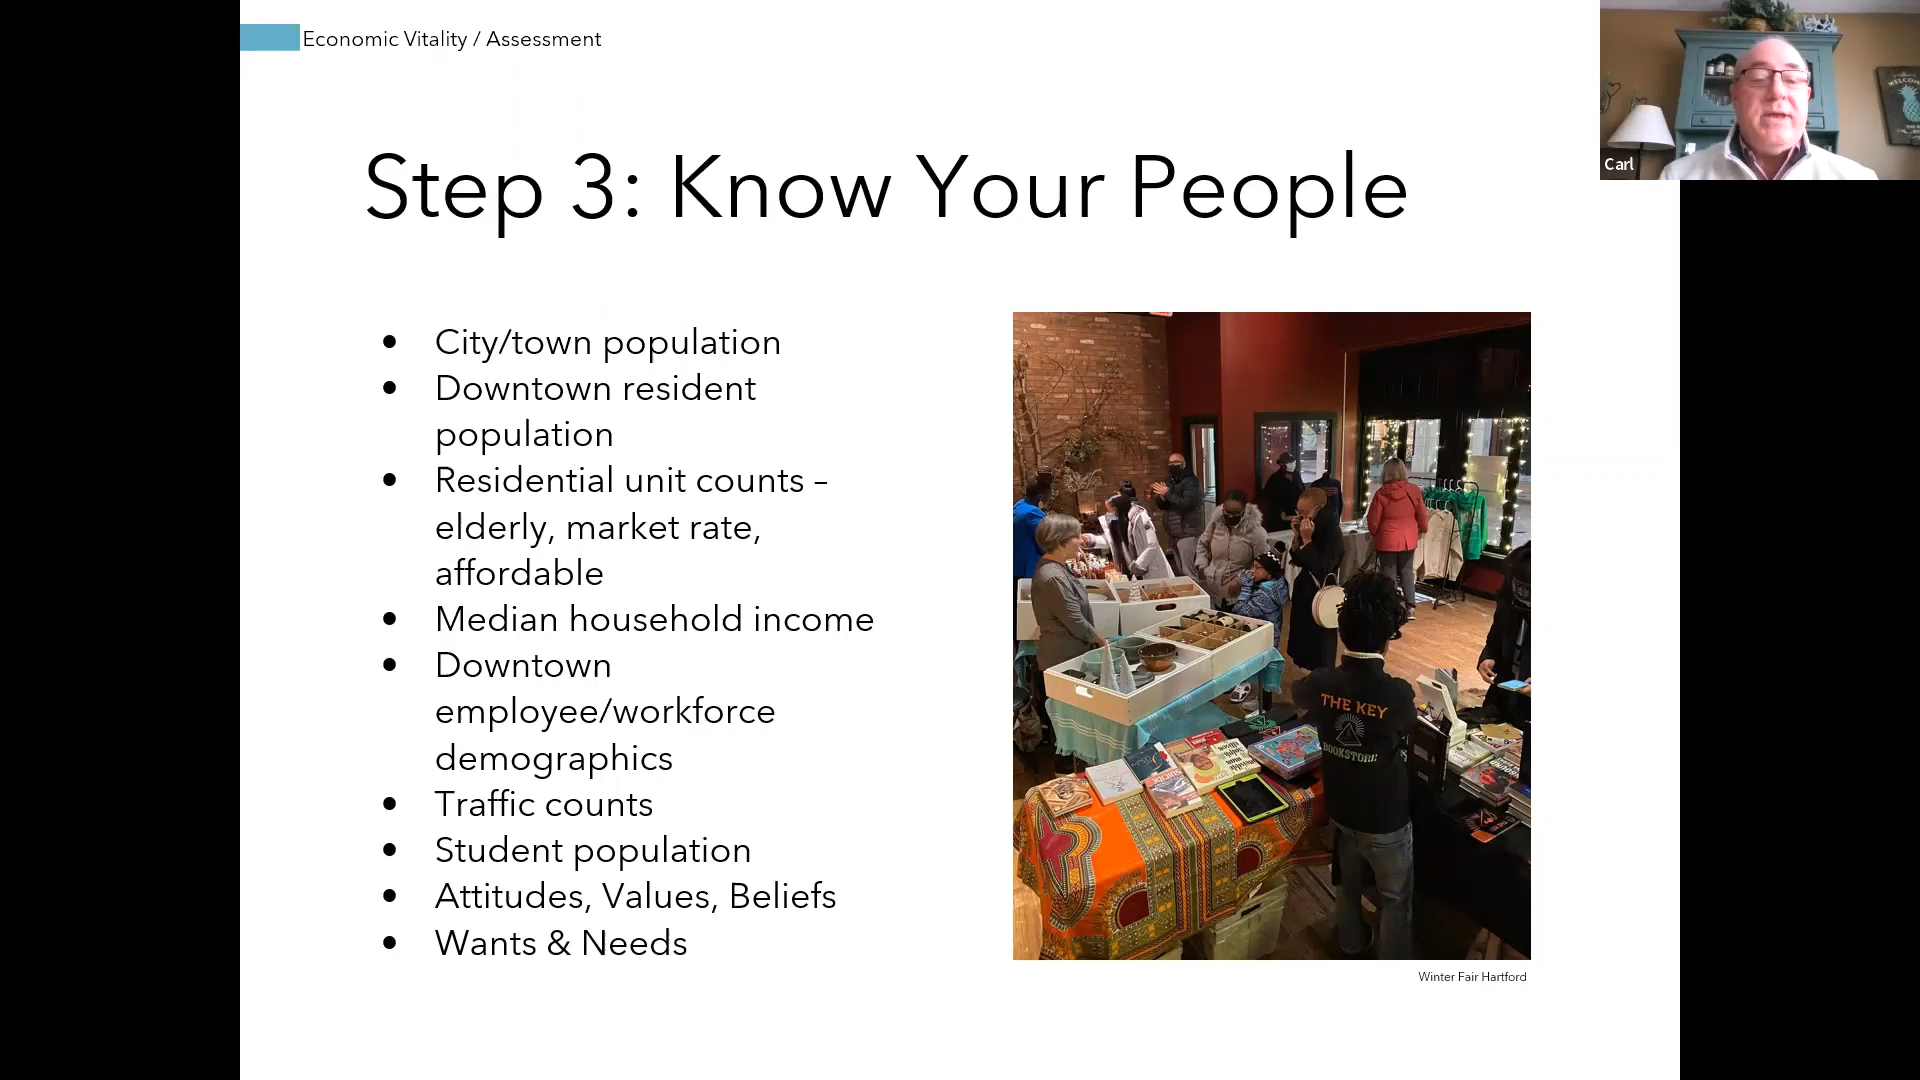 Economic Vitality / Assessment
WELCOME
Carl
Step 3: Know Your People
• City/town population
• Downtown resident
population
• Residential unit counts –
elderly, market rate,
affordable
• Median household income
• Downtown
employee/workforce
demographics
• Traffic counts
• Student population
• Attitudes, Values, Beliefs
• Wants & Needs
THE KEY
BOOKSTORE
SUICIDE
Winter Fair Hartford